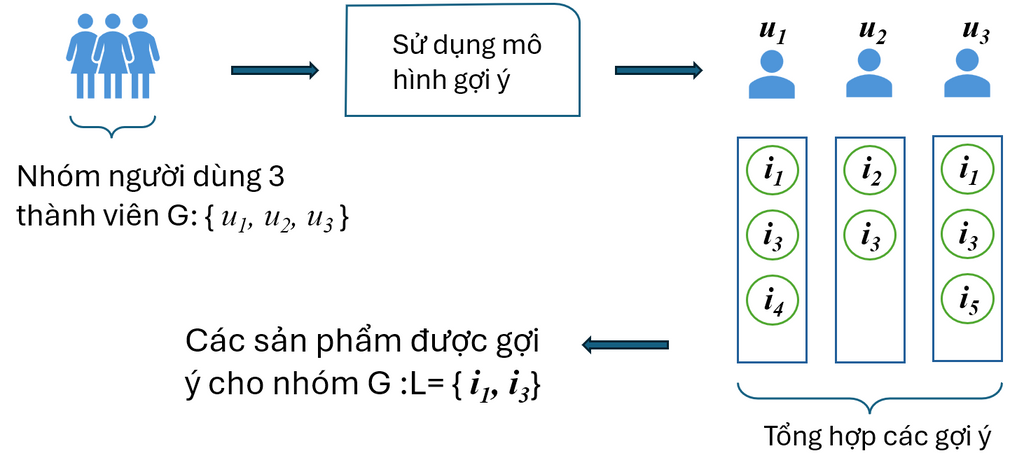 Sử dụng mô
hình gợi ý
u1
u2
u3
Nhóm người dùng 3
thành viên G: { u1, u2, u3 }
i1
i3
i4
i2
i3
i1
i3
i5
Các sản phẩm được gợi
ý cho nhóm G :L= { i1, i3}
Tổng hợp các gợi ý